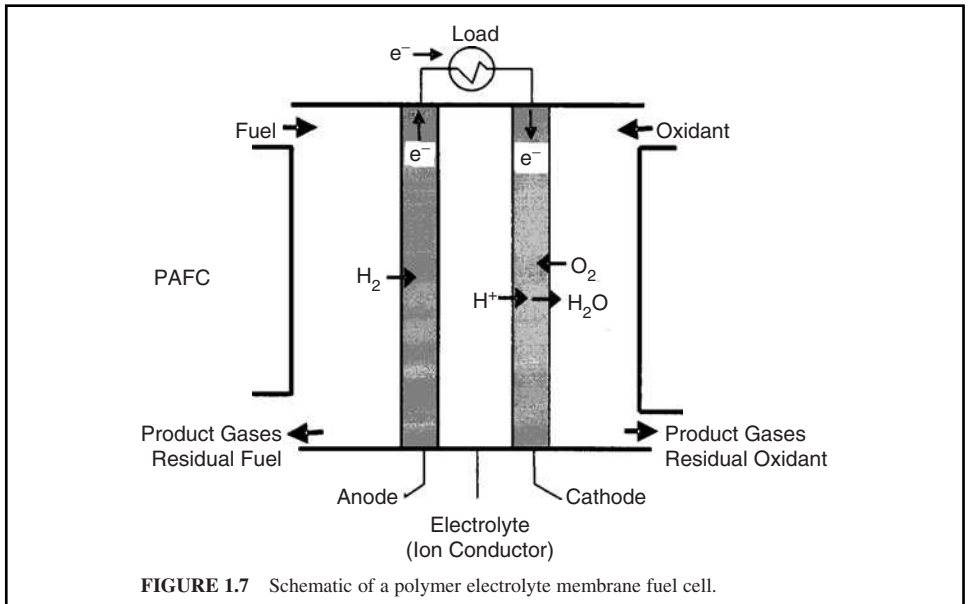 Load
e⁻
Fuel
Oxidant
e⁻
e⁻
PAFC
H₂
O₂
H⁺
H₂O
Product Gases
Residual Fuel
Product Gases
Residual Oxidant
Anode
Cathode
Electrolyte
(Ion Conductor)
FIGURE 1.7 Schematic of a polymer electrolyte membrane fuel cell.